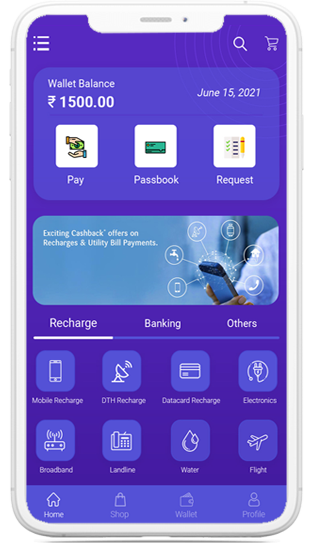 Wallet Balance
₹ 1500.00
June 15, 2021
Pay
Passbook
Request
Exciting Cashback* offers on
Recharges & Utility Bill Payments.
Recharge
Banking
Others
Mobile Recharge
DTH Recharge
Datacard Recharge
Electronics
Broadband
Landline
Water
Flight
Home
Shop
Wallet
Profile